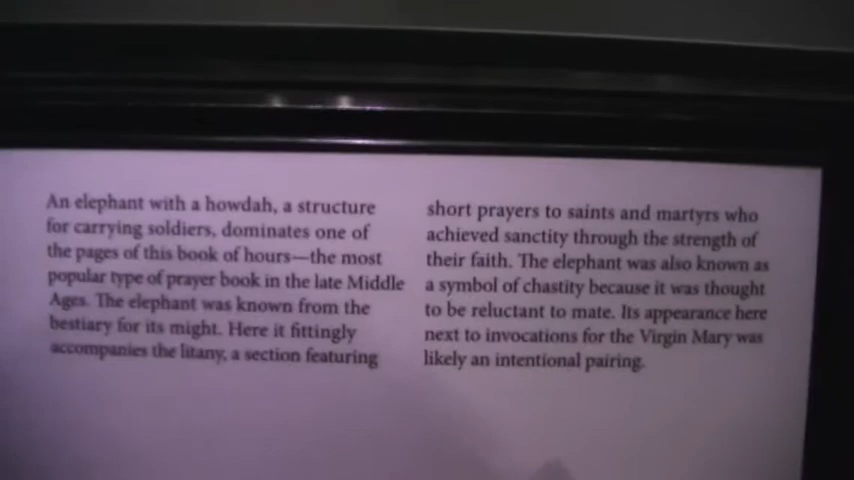 An elephant with a howdah, a structure
for carrying soldiers, dominates one of
the pages of this book of hours—the most
popular type of prayer book in the late Middle
Ages. The elephant was known from the
bestiary for its might. Here it fittingly
accompanies the litany, a section featuring
short prayers to saints and martyrs who
achieved sanctity through the strength of
their faith. The elephant was also known as
a symbol of chastity because it was thought
to be reluctant to mate. Its appearance here
next to invocations for the Virgin Mary was
likely an intentional pairing.